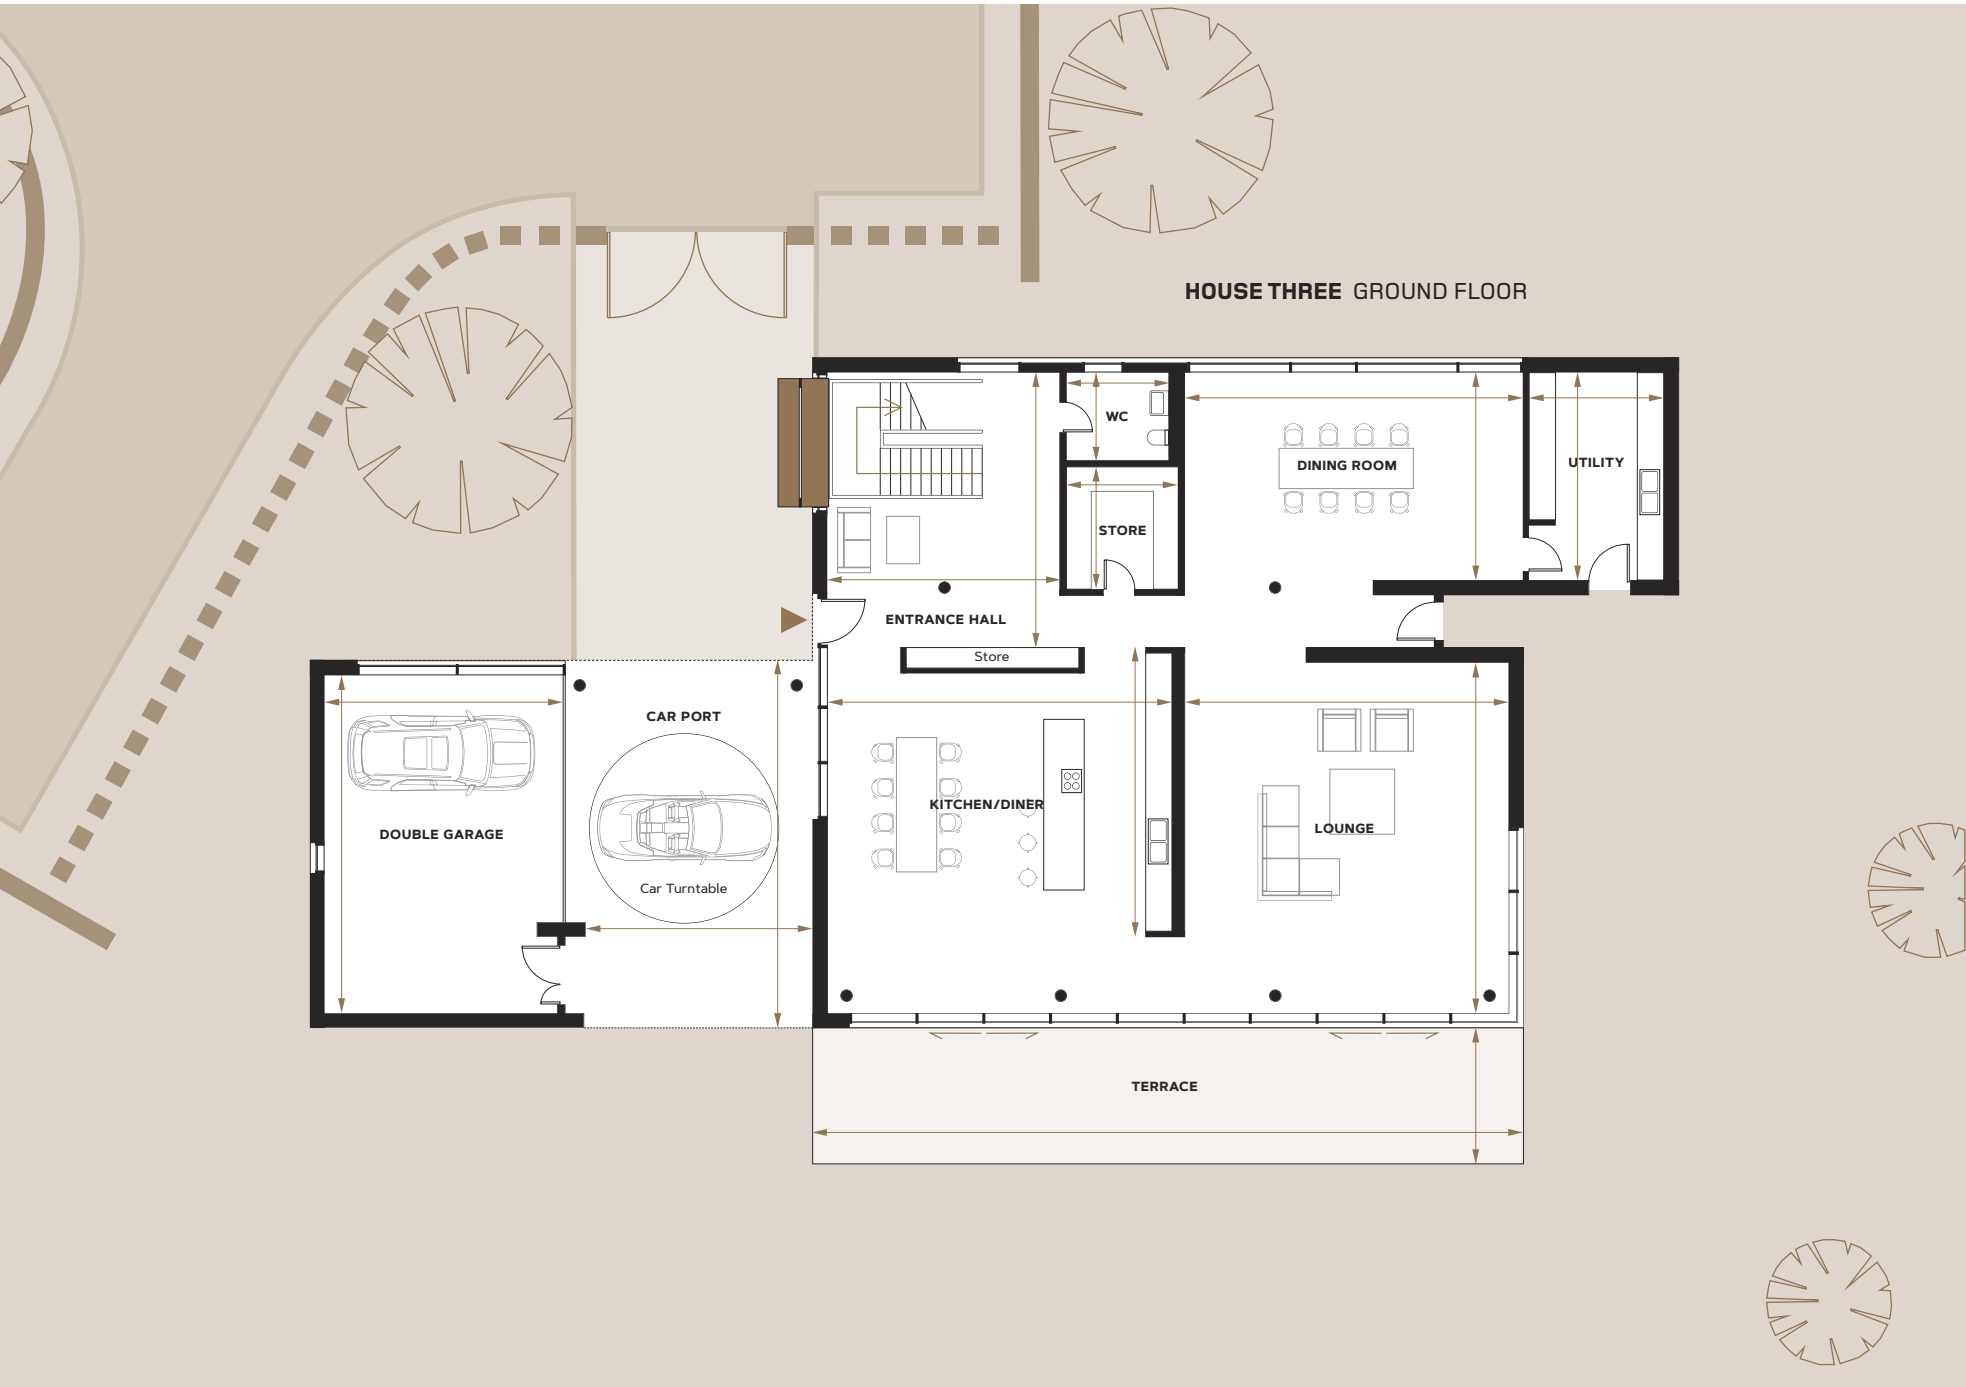 HOUSE THREE GROUND FLOOR
WC
DINING ROOM
UTILITY
STORE
ENTRANCE HALL
Store
CAR PORT
KITCHEN/DINER
LOUNGE
DOUBLE GARAGE
Car Turntable
TERRACE